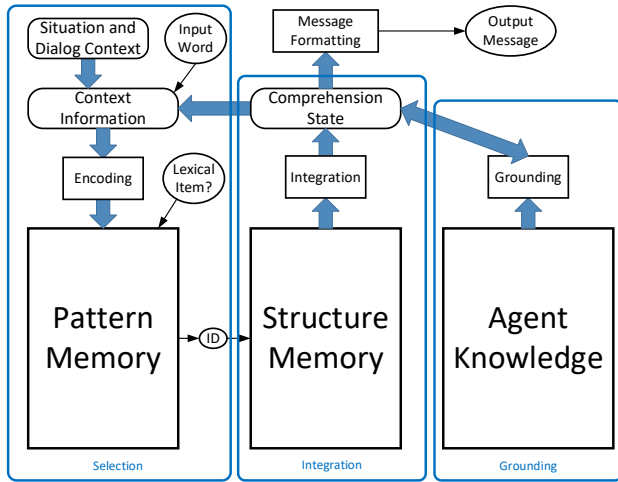 Situation and
Dialog Context
Input
Word
Message
Formatting
Output
Message
Context
Information
Comprehension
State
Encoding
Lexical
Item?
Integration
Grounding
Pattern
Memory
ID
Structure
Memory
Agent
Knowledge
Selection
Integration
Grounding